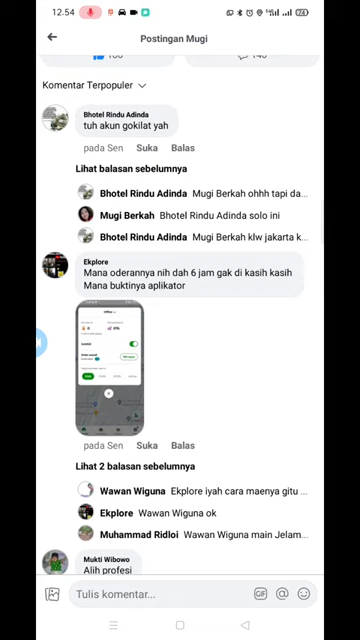 12.54
74
Postingan Mugi
Komentar Terpopuler
Bhotel Rindu Adinda
tuh akun gokilat yah
pada Sen Suka Balas
Lihat balasan sebelumnya
Bhotel Rindu Adinda Mugi Berkah ohhh tapi da...
Mugi Berkah Bhotel Rindu Adinda solo ini
Bhotel Rindu Adinda Mugi Berkah klw jakarta k...
Ekplore
Mana oderannya nih dah 6 jam gak di kasih kasih
Mana buktinya aplikator
pada Sen Suka Balas
Lihat 2 balasan sebelumnya
Wawan Wiguna Ekplore iyah cara maenya gitu ...
Ekplore Wawan Wiguna ok
Muhammad Ridloi Wawan Wiguna main Jelam...
Mukti Wibowo
Alih profesi
Tulis komentar...
GIF